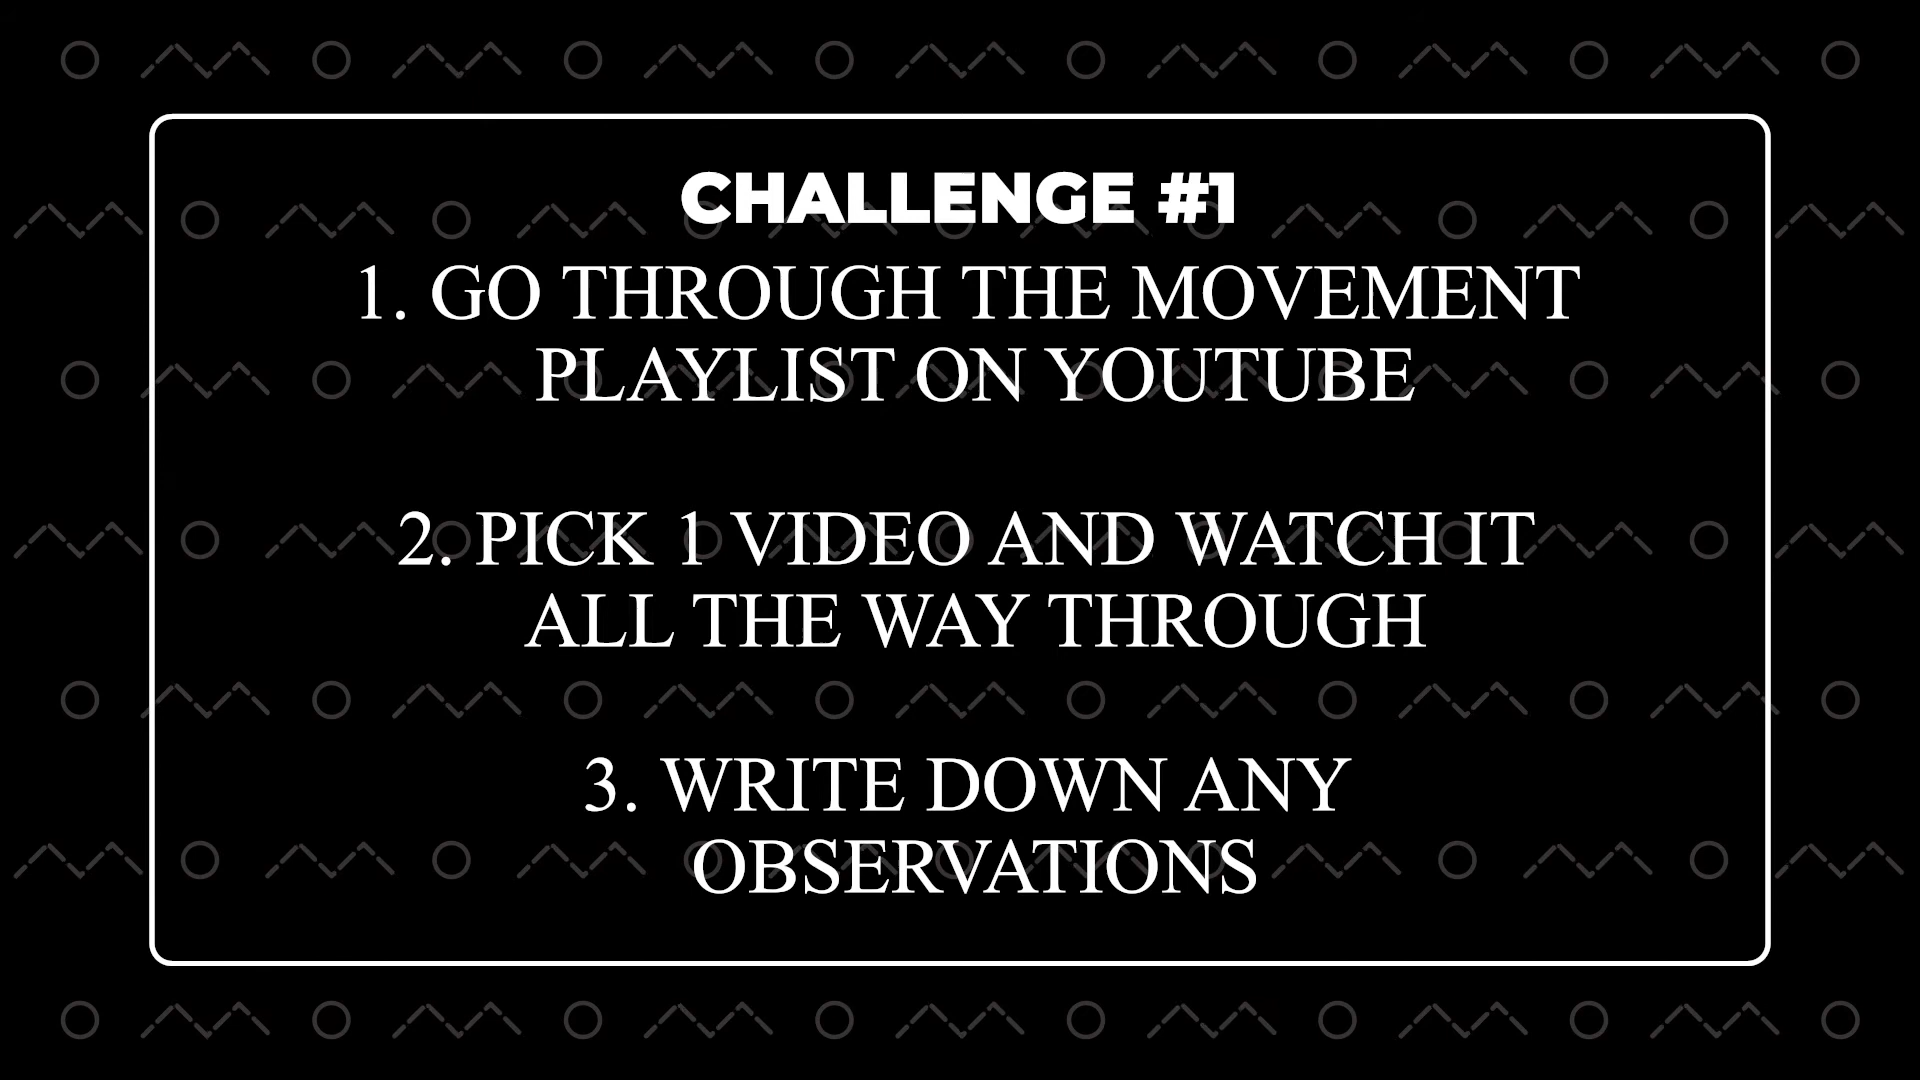 CHALLENGE #1
1. GO THROUGH THE MOVEMENT
PLAYLIST ON YOUTUBE
2. PICK 1 VIDEO AND WATCH IT
ALL THE WAY THROUGH
3. WRITE DOWN ANY
OBSERVATIONS